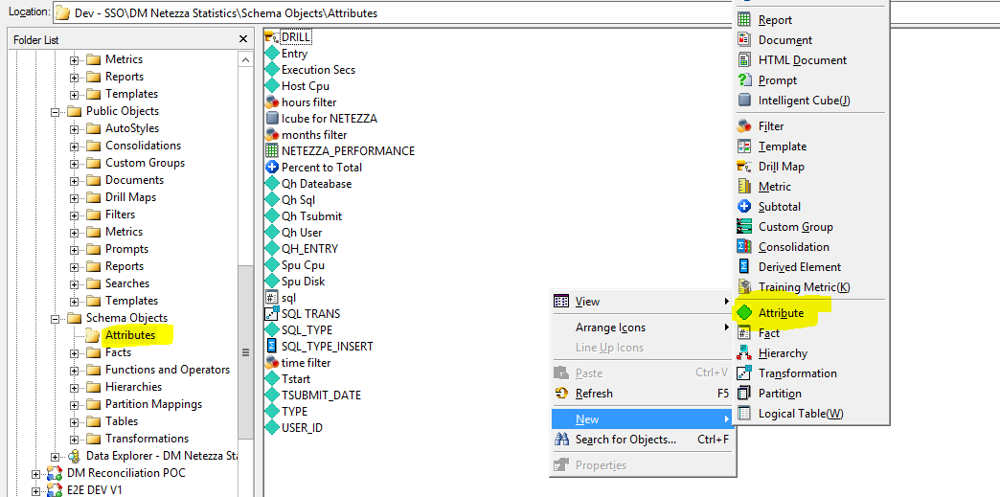 Location:
Dev - SSO\DM Netezza Statistics\Schema Objects\Attributes
Folder List
Metrics
Reports
Templates
Public Objects
AutoStyles
Consolidations
Custom Groups
Documents
Drill Maps
Filters
Metrics
Prompts
Reports
Searches
Templates
Schema Objects
Attributes
Facts
Functions and Operators
Hierarchies
Partition Mappings
Tables
Transformations
Data Explorer - DM Netezza Sta
DM Reconciliation POC
E2E DEV V1
DRILL
Entry
Execution Secs
Host Cpu
hours filter
Icube for NETEZZA
months filter
NETEZZA_PERFORMANCE
Percent to Total
Qh Dateabase
Qh Sql
Qh Tsubmit
Qh User
QH_ENTRY
Spu Cpu
Spu Disk
sql
SQL TRANS
SQL_TYPE
SQL_TYPE_INSERT
time filter
Tstart
TSUBMIT_DATE
TYPE
USER_ID
View
Arrange Icons
Line Up Icons
Paste Ctrl+V
Refresh F5
New
Search for Objects... Ctrl+F
Properties
Report
Document
HTML Document
Prompt
Intelligent Cube(J)
Filter
Template
Drill Map
Metric
Subtotal
Custom Group
Consolidation
Derived Element
Training Metric(K)
Attribute
Fact
Hierarchy
Transformation
Partition
Logical Table(W)